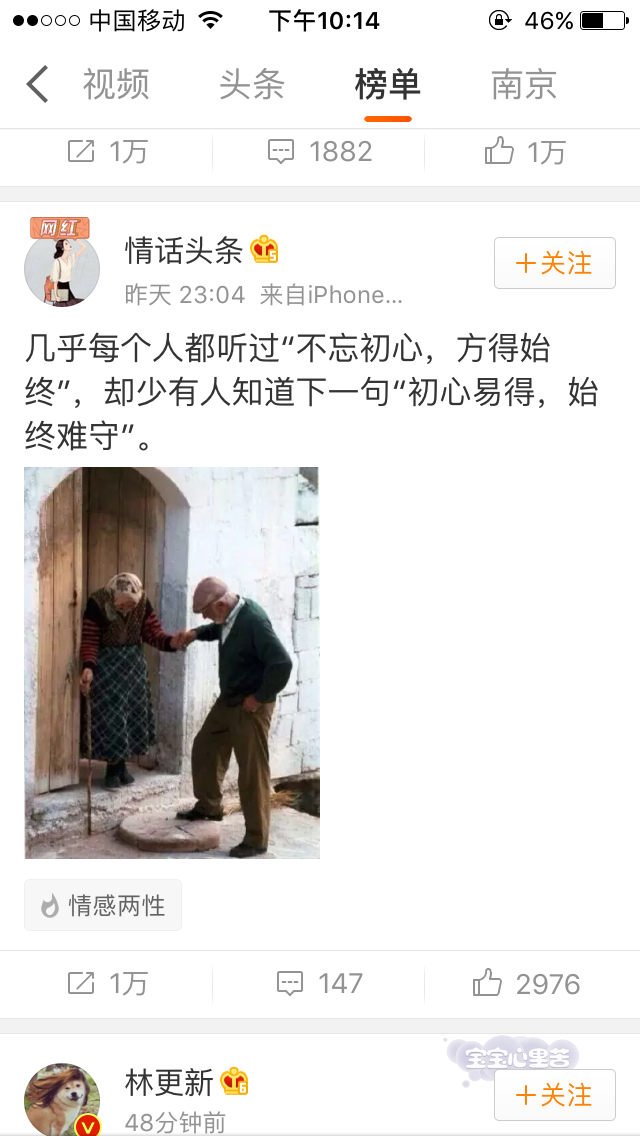 中国移动 下午10:14 46%
视频 头条 榜单 南京
1万 1882 1万
网红
情话头条 5
+关注
昨天 23:04 来自iPhone...
几乎每个人都听过“不忘初心，方得始
终”，却少有人知道下一句“初心易得，始
终难守”。
情感两性
1万 147 2976
宝宝心里苦
林更新 6
+关注
V
48分钟前